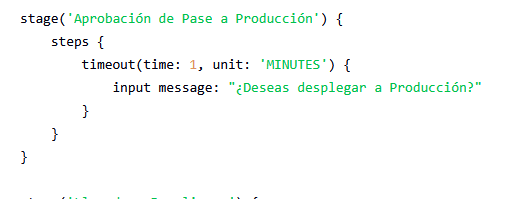 stage('Aprobación de Pase a Producción') {
    steps {
        timeout(time: 1, unit: 'MINUTES') {
            input message: "¿Deseas desplegar a Producción?"
        }
    }
}